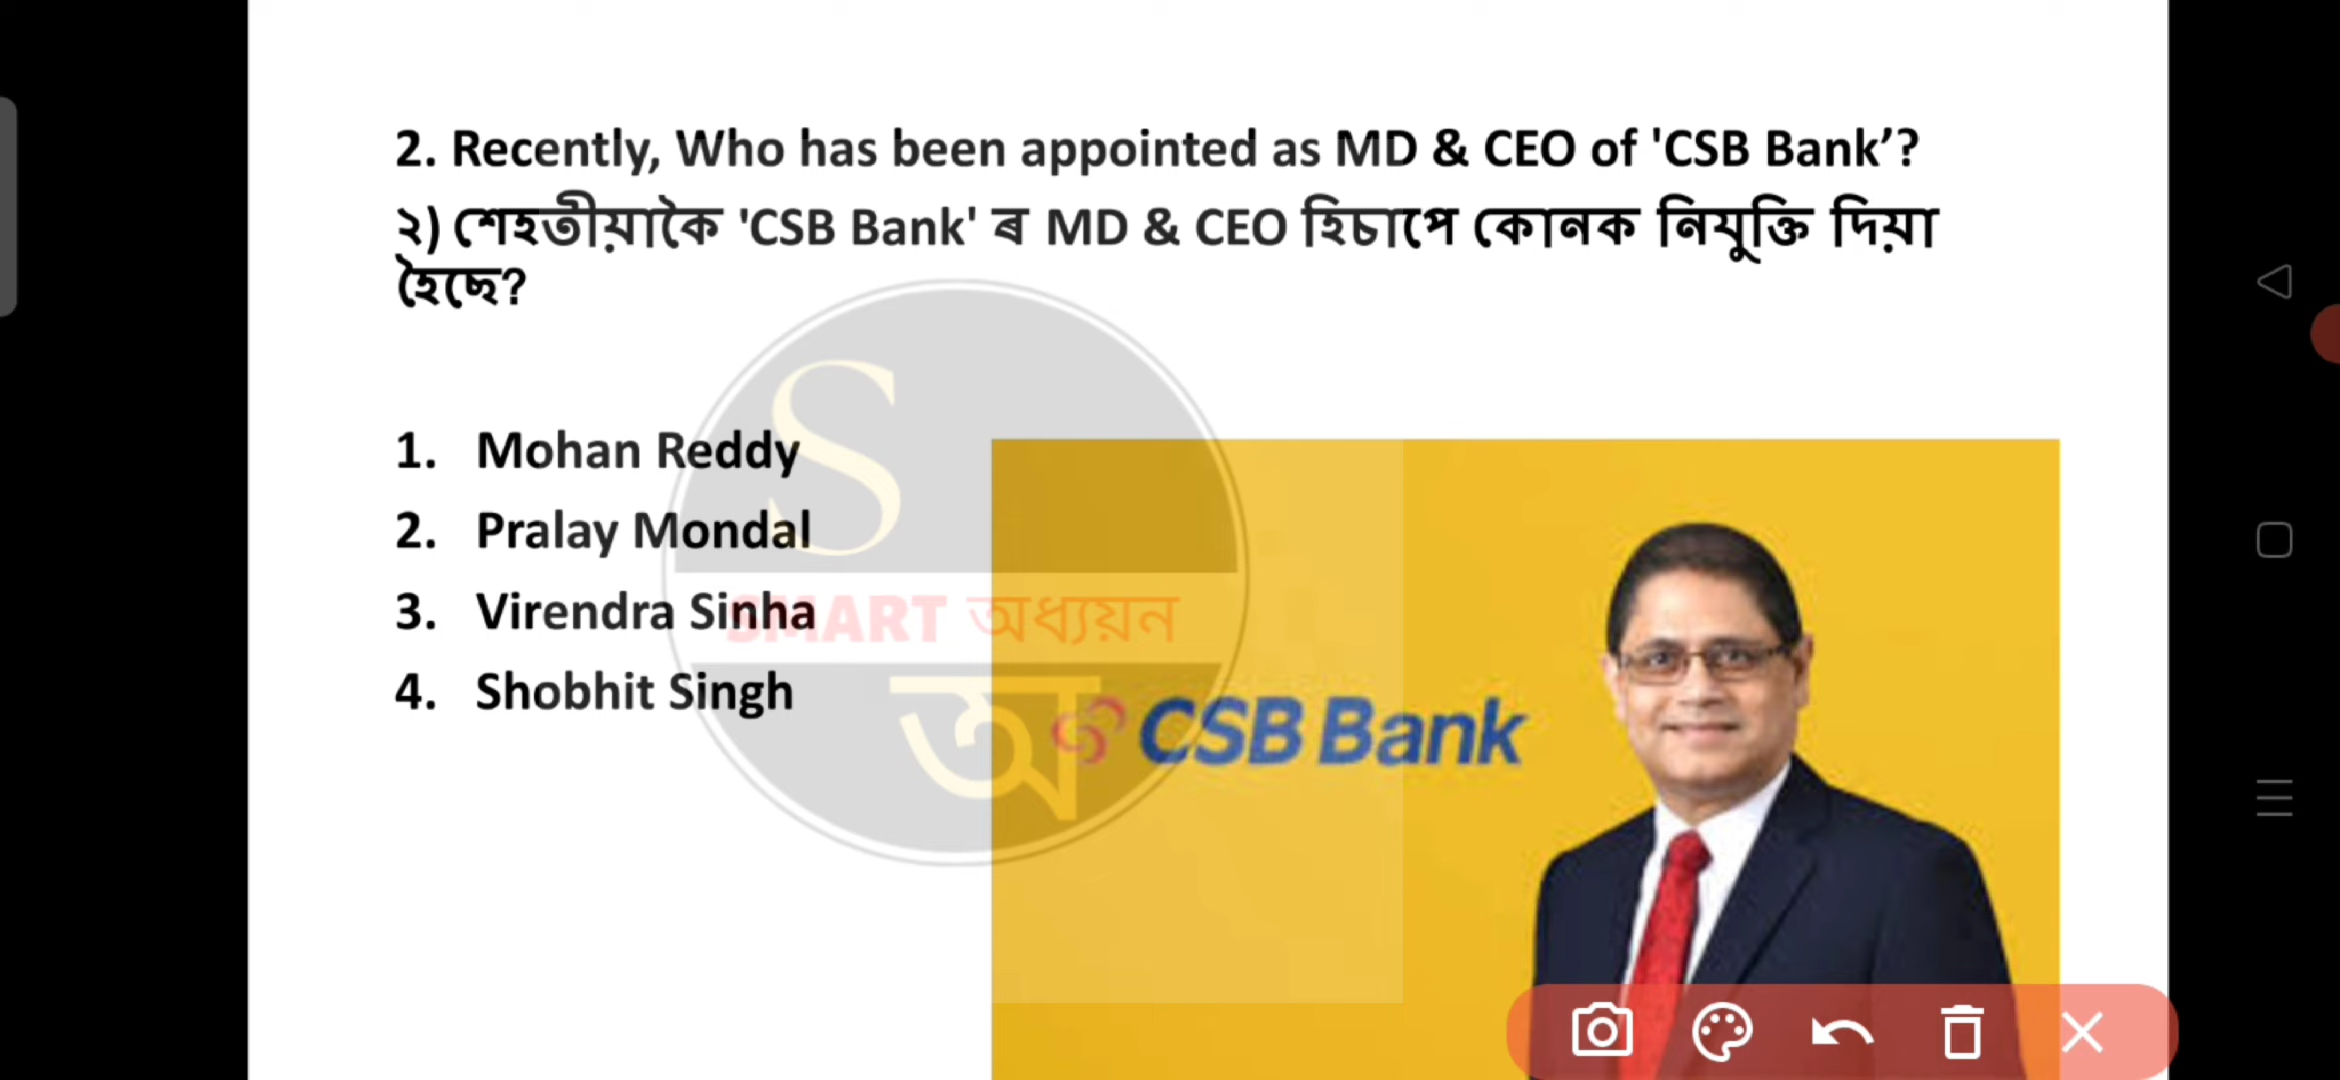 2. Recently, Who has been appointed as MD & CEO of 'CSB Bank’?
২) শেহতীয়াকৈ 'CSB Bank' ৰ MD & CEO হিচাপে কোনক নিযুক্তি দিয়া
হৈছে?
1. Mohan Reddy
2. Pralay Mondal
3. Virendra Sinha
4. Shobhit Singh
S
SMART অধ্যয়ন
অ
CSB Bank